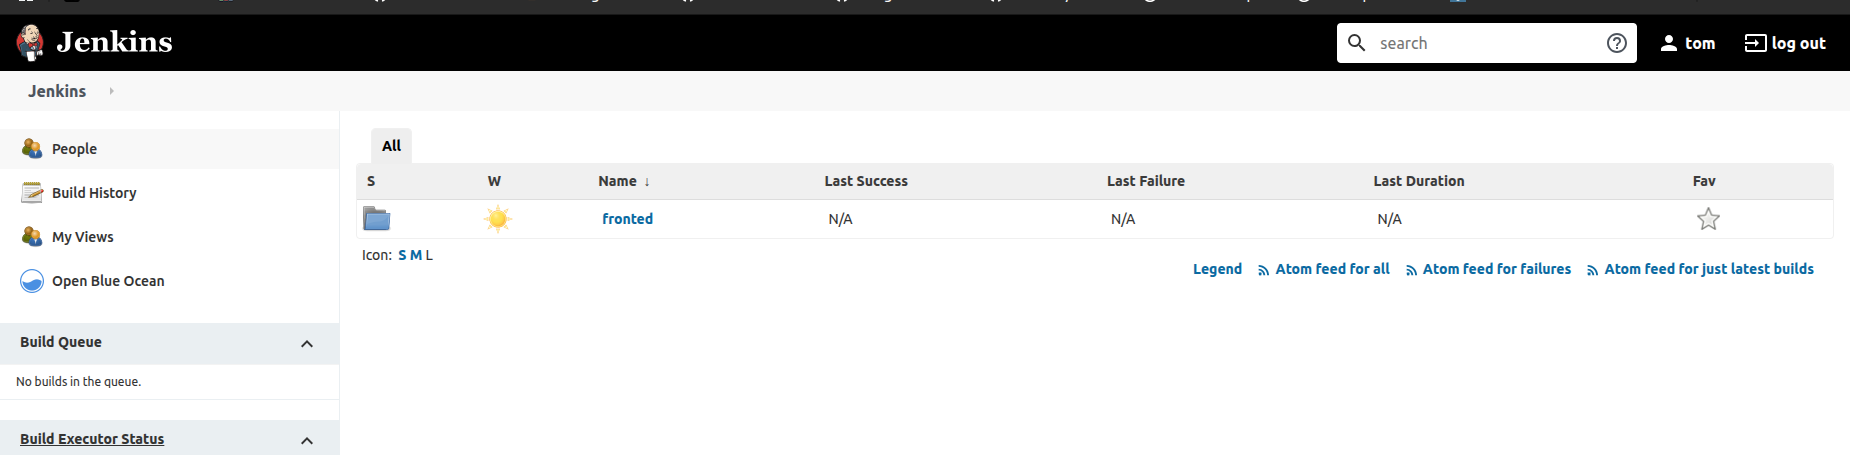 Jenkins
search
tom
log out
Jenkins
People
Build History
My Views
Open Blue Ocean
Build Queue
No builds in the queue.
Build Executor Status
All
S W Name ↓ Last Success Last Failure Last Duration Fav
fronted N/A N/A N/A
Icon: S M L
Legend Atom feed for all Atom feed for failures Atom feed for just latest builds